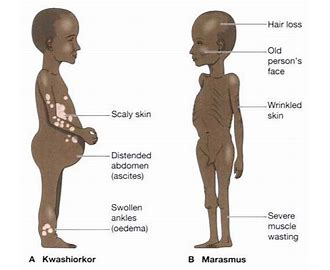 Hair loss
Old
person's
face
Scaly skin
Wrinkled
skin
Distended
abdomen
(ascites)
Swollen
ankles
(oedema)
Severe
muscle
wasting
A Kwashiorkor
B Marasmus